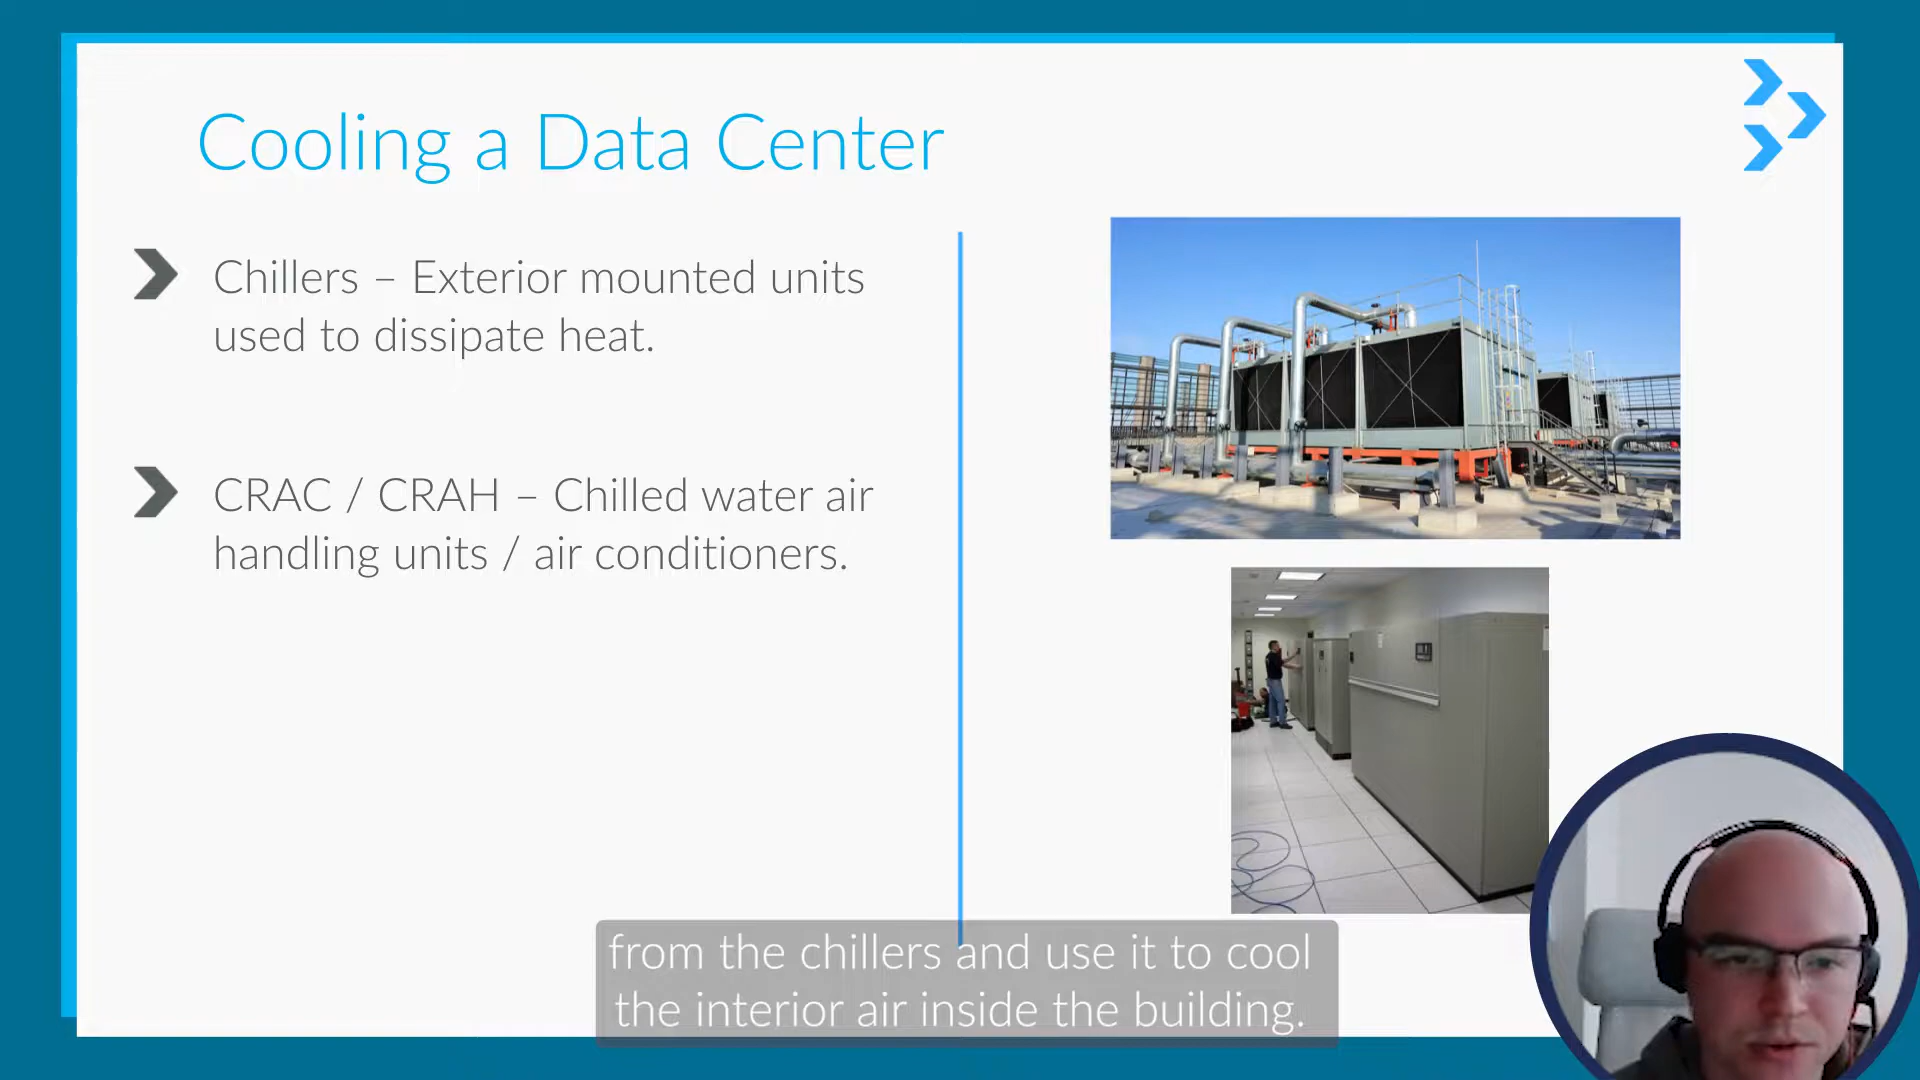 Cooling a Data Center
Chillers – Exterior mounted units
used to dissipate heat.
CRAC / CRAH – Chilled water air
handling units / air conditioners.
from the chillers and use it to cool
the interior air inside the building.